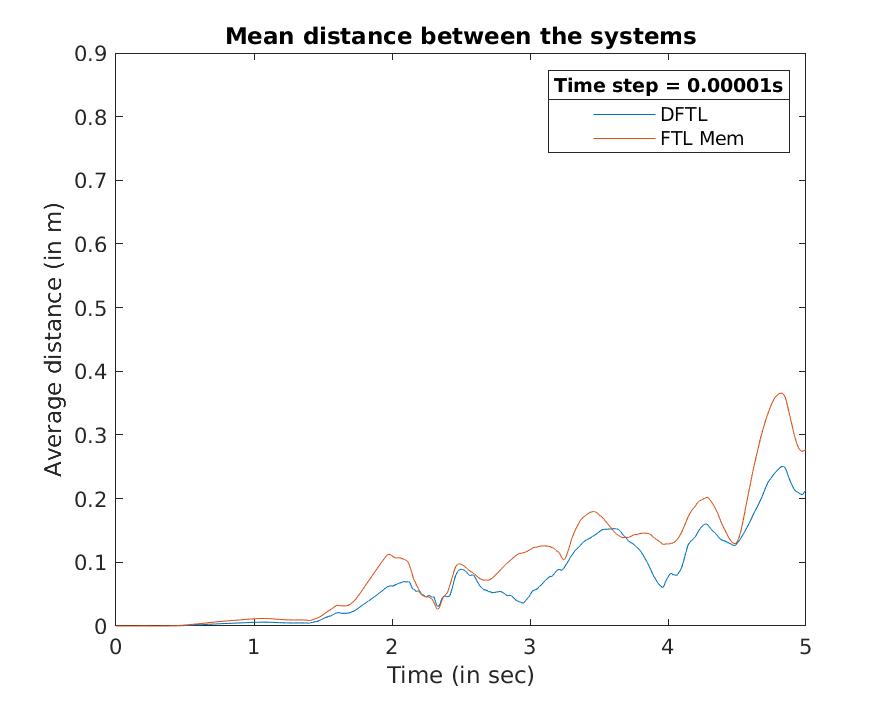 Mean distance between the systems
0.9
0.8
0.7
0.6
0.5
0.4
0.3
0.2
0.1
0
Average distance (in m)
Time step = 0.00001s
DFTL
FTL Mem
0 1 2 3 4 5
Time (in sec)